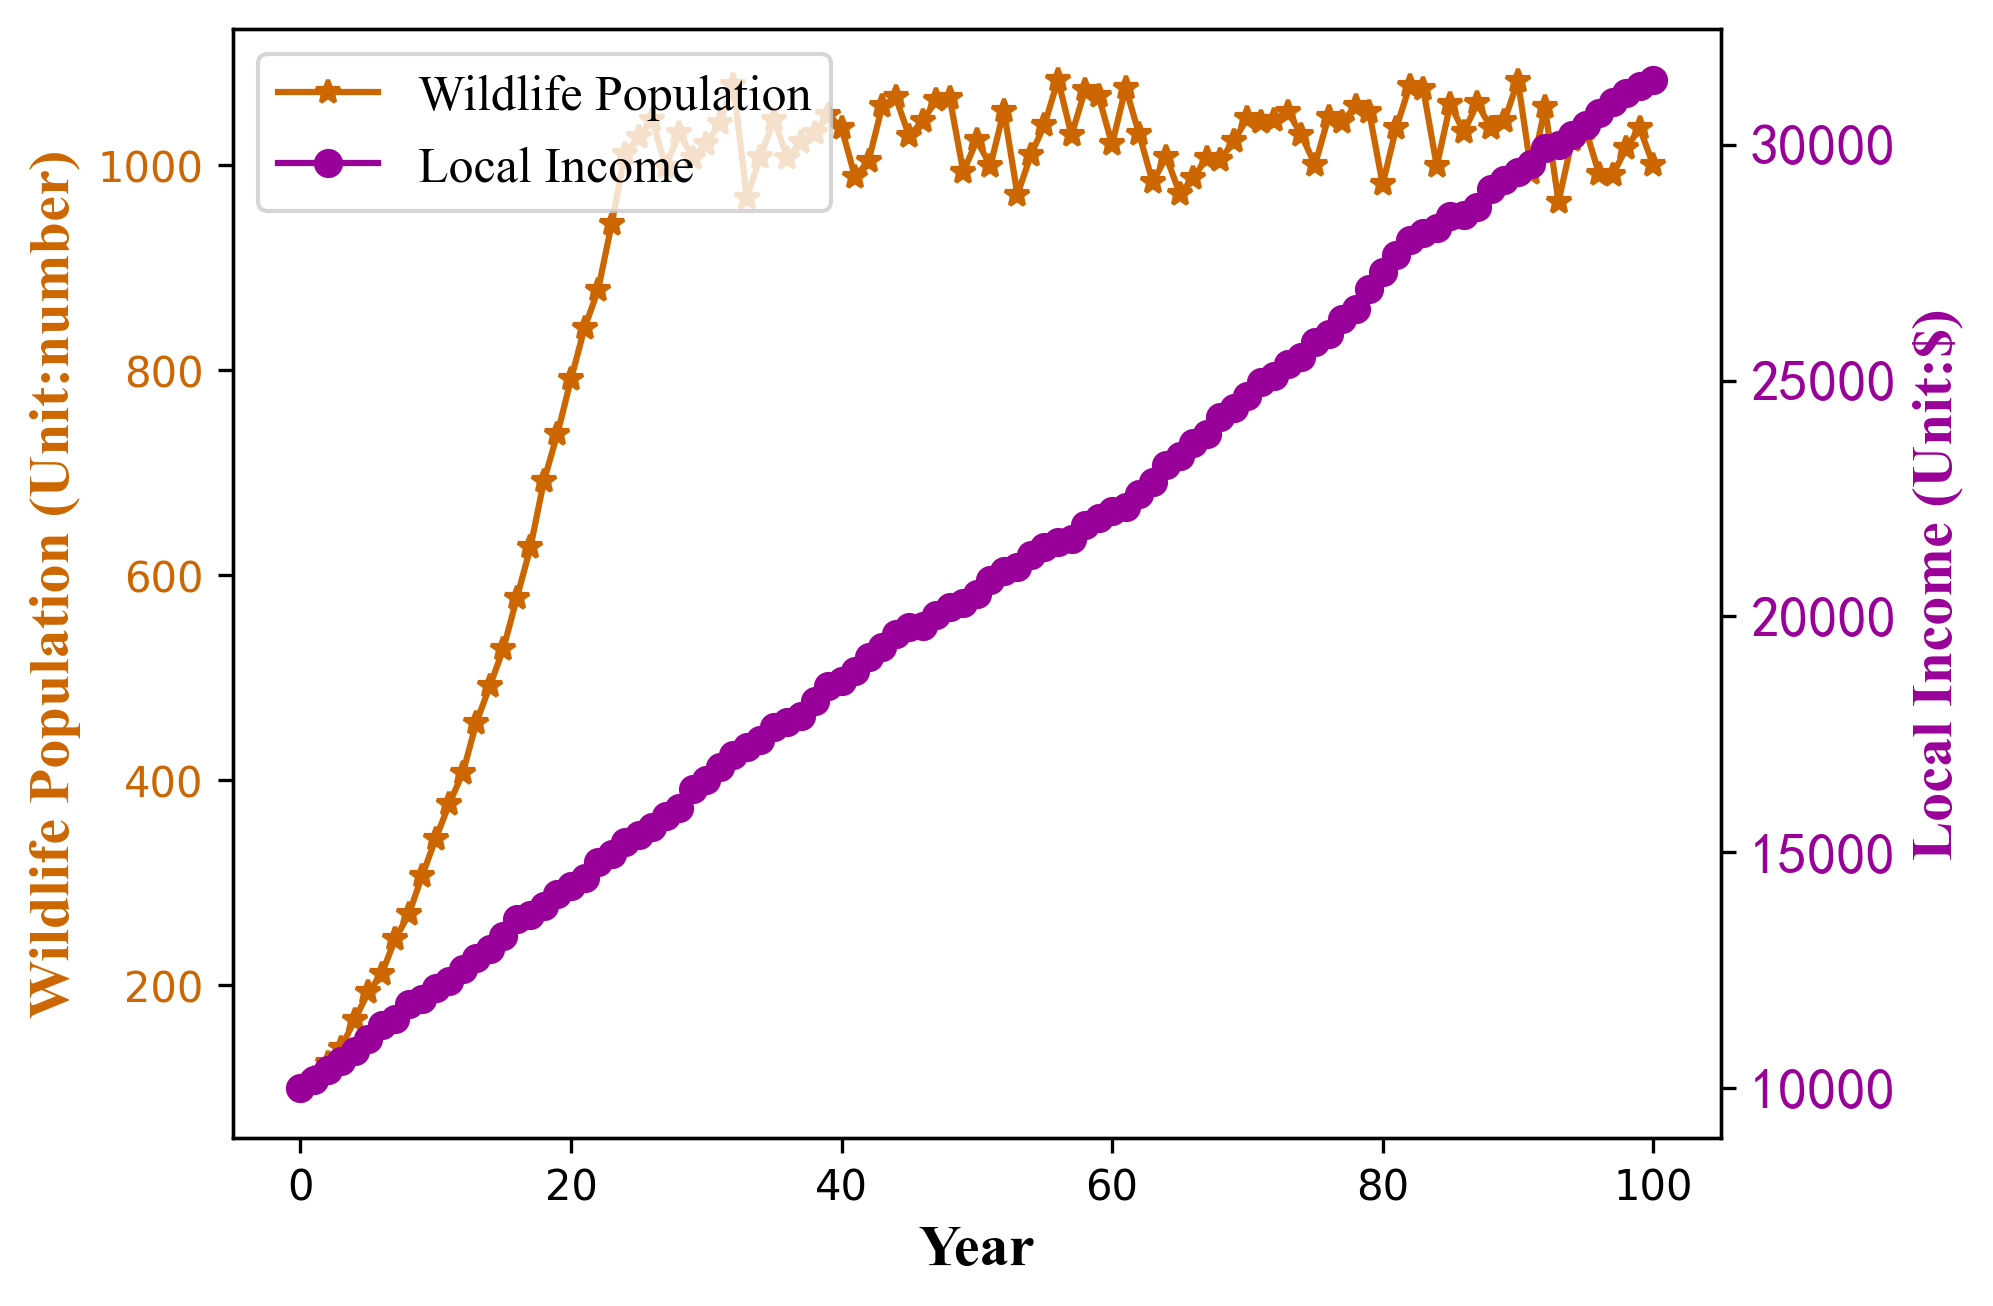 Wildlife Population
Local Income
Wildlife Population (Unit:number)
1000
800
600
400
200
Local Income (Unit:$)
30000
25000
20000
15000
10000
0 20 40 60 80 100
Year